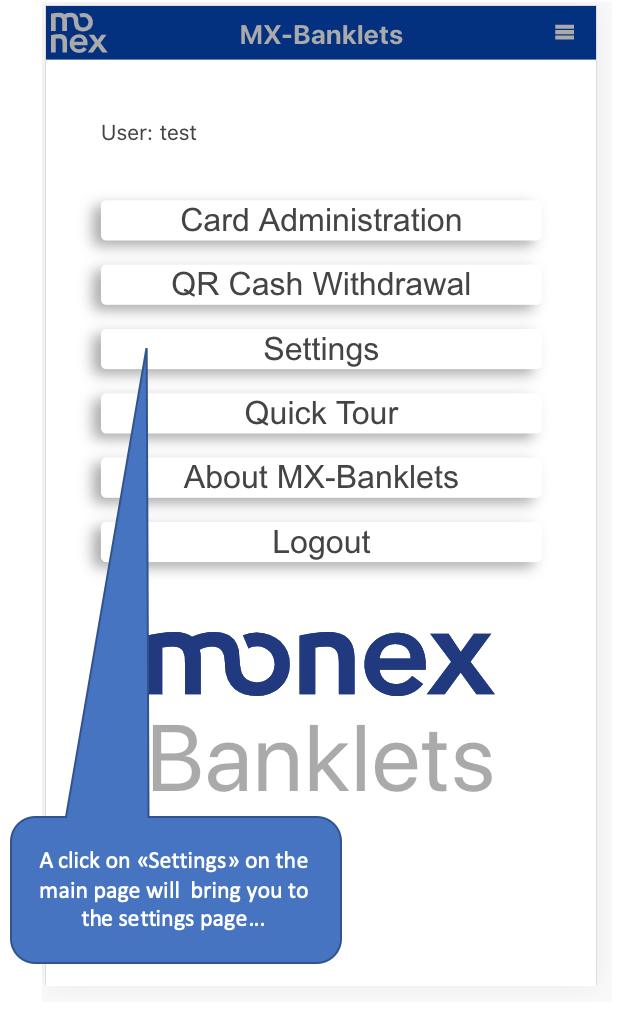 mo
nex
MX-Banklets
User: test
Card Administration
QR Cash Withdrawal
Settings
Quick Tour
About MX-Banklets
Logout
monex
Banklets
A click on «Settings» on the
main page will  bring you to
the settings page...